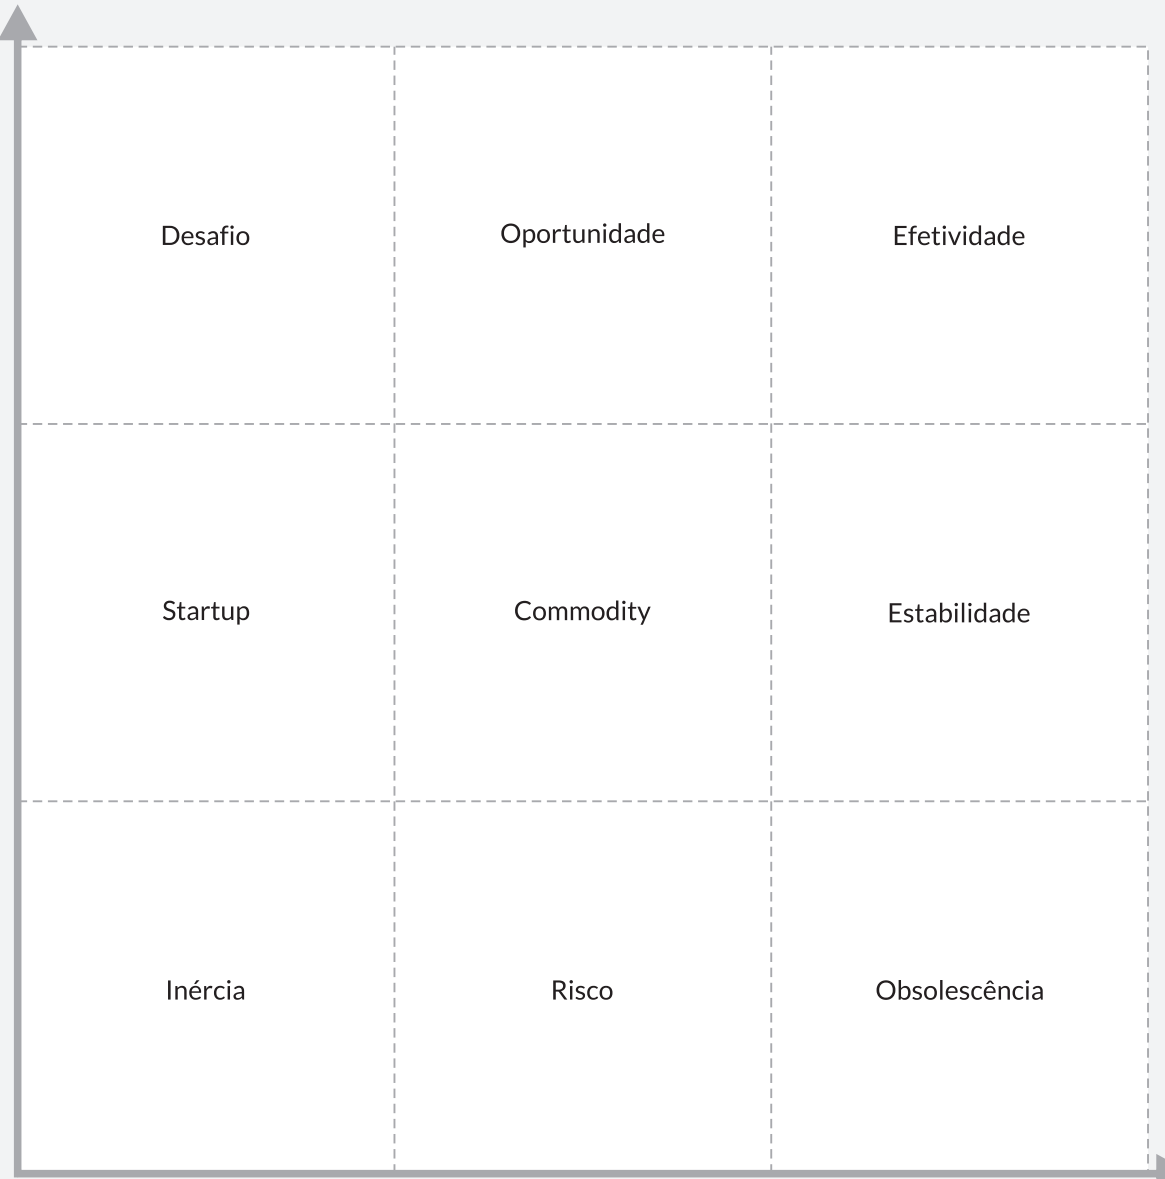 Desafio
Oportunidade
Efetividade
Startup
Commodity
Estabilidade
Inércia
Risco
Obsolescência